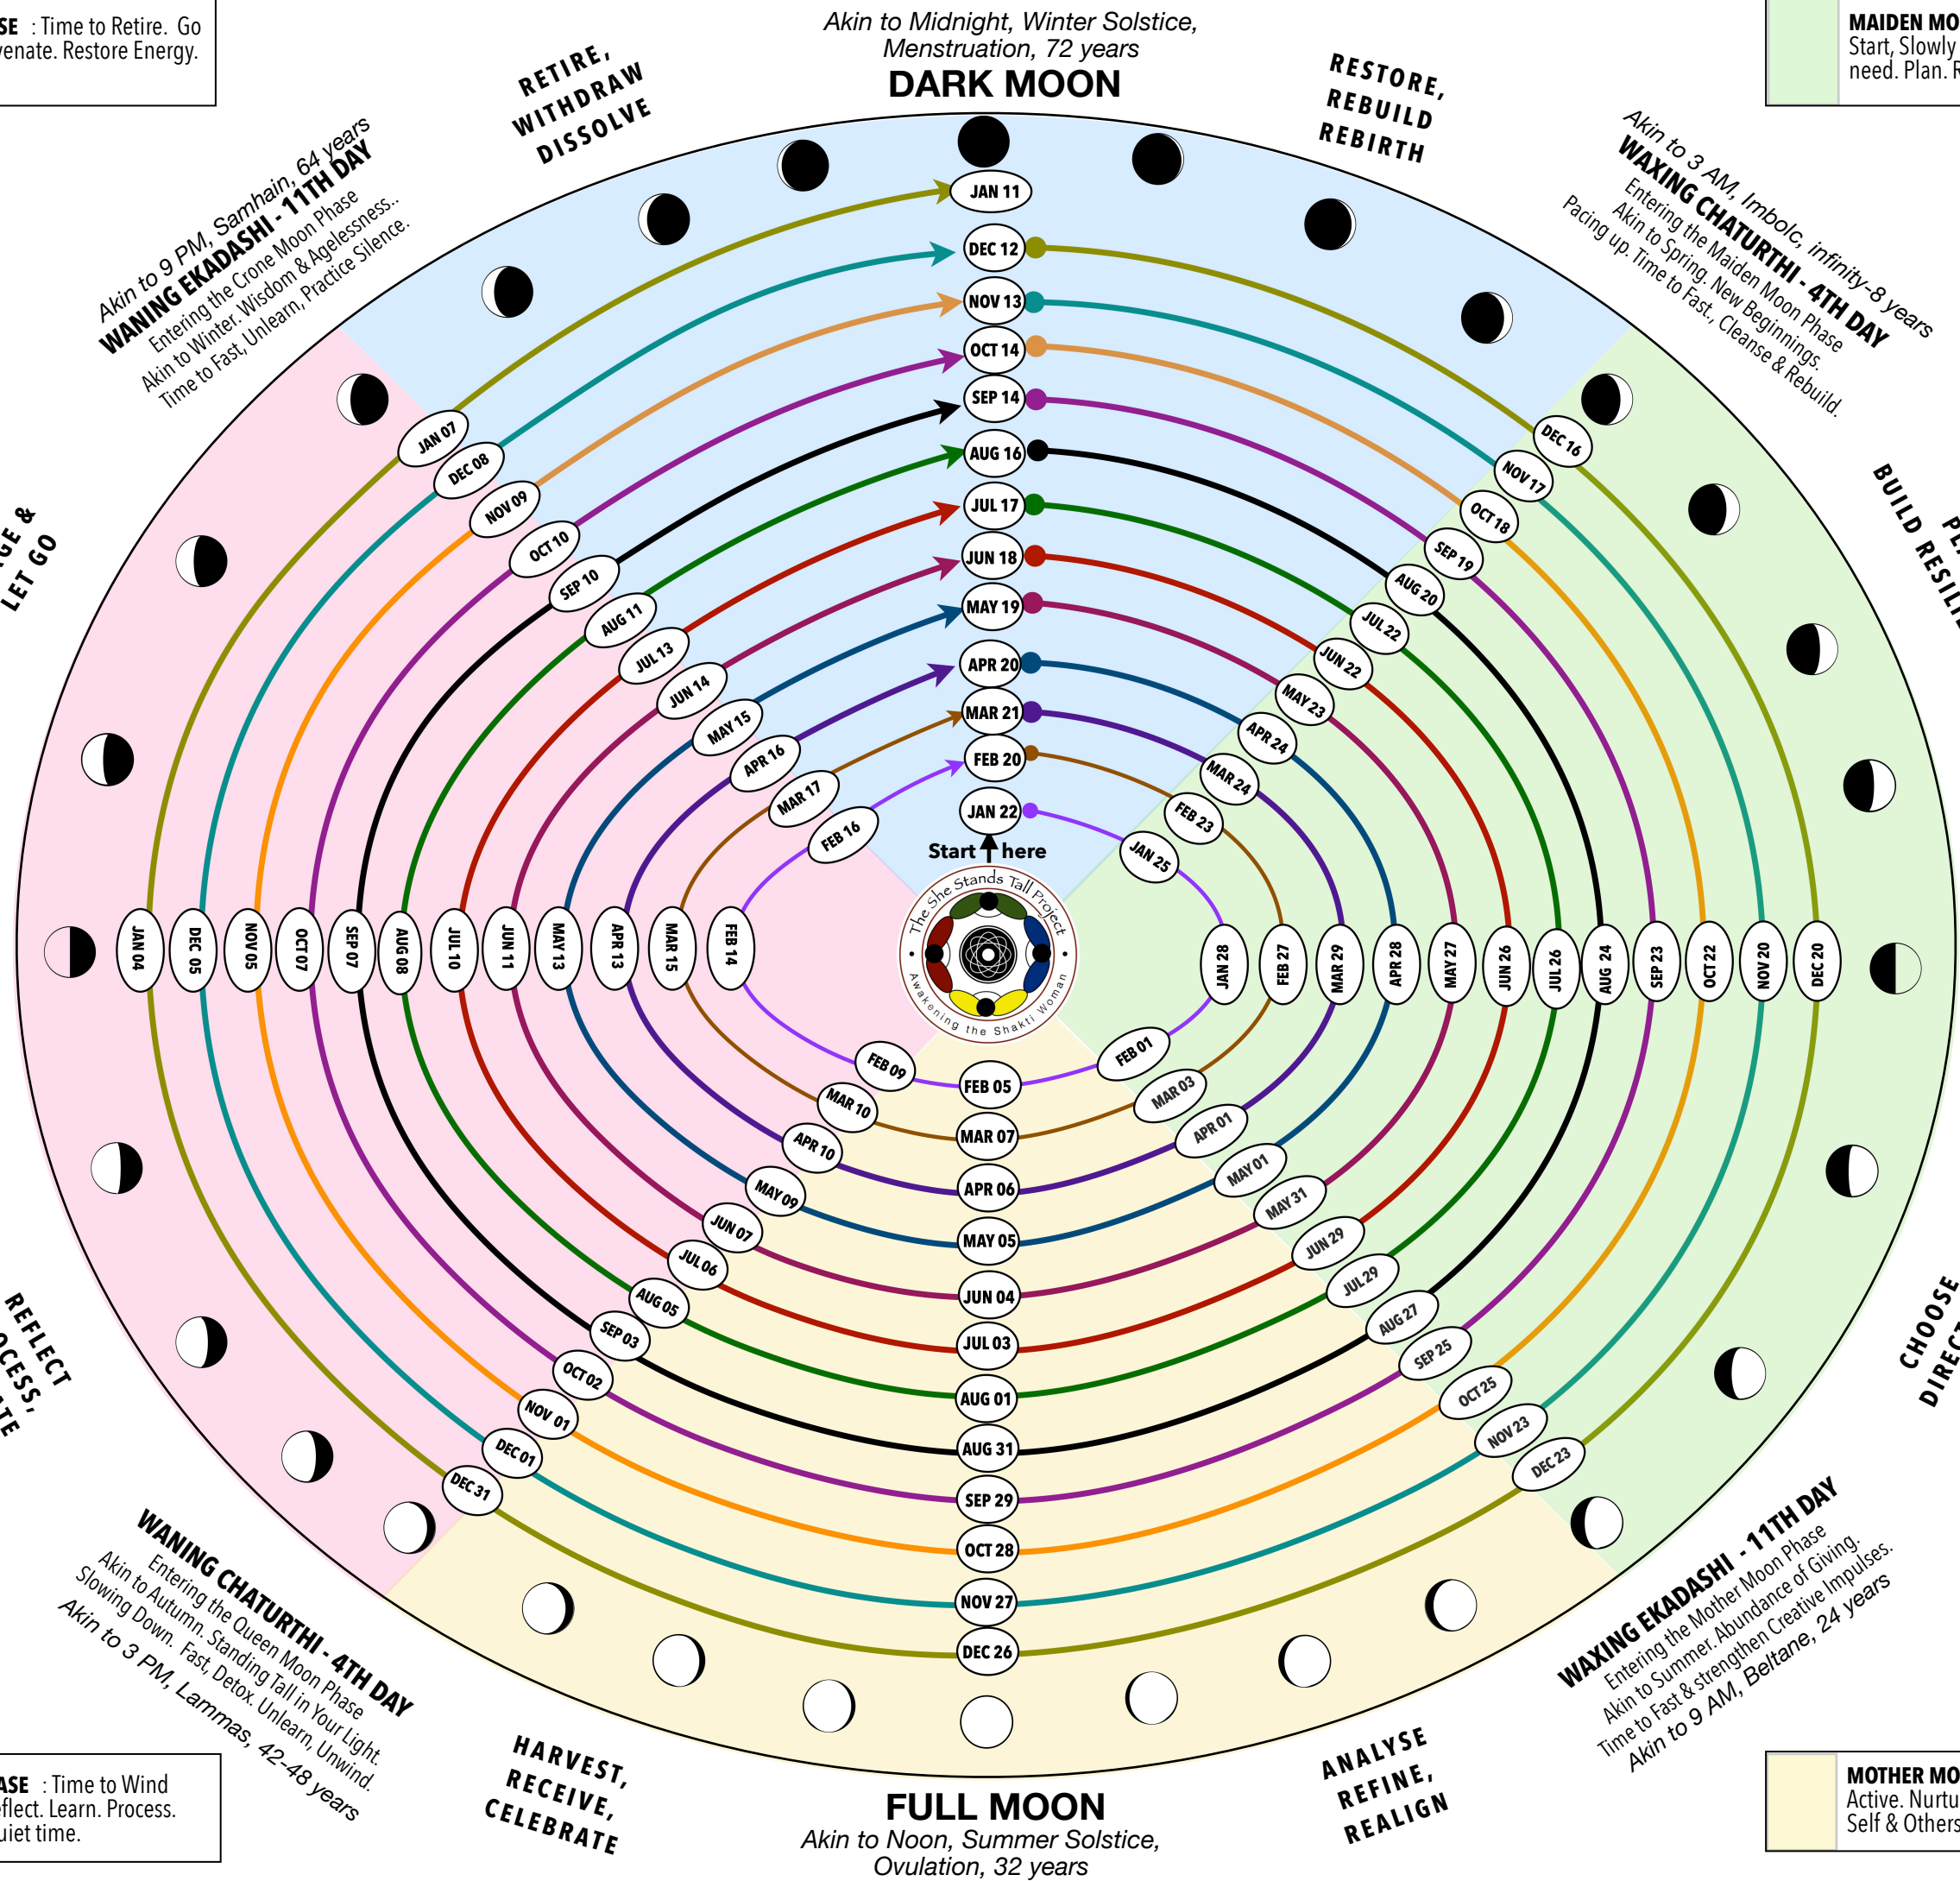 SE : Time to Retire. Go
venate. Restore Energy.
Akin to Midnight, Winter Solstice,
Menstruation, 72 years
DARK MOON
MAIDEN MO
Start, Slowly
need. Plan. R
RETIRE,
WITHDRAW
DISSOLVE
RESTORE,
REBUILD
REBIRTH
Akin to 9 PM, Samhain, 64 years
WANING EKADASHI - 11TH DAY
Entering the Crone Moon Phase
Akin to Winter. Wisdom & Agelessness..
Time to Fast, Unlearn, Practice Silence.
Akin to 3 AM, Imbolc, infinity-8 years
WAXING CHATURTHI - 4TH DAY
Entering the Maiden Moon Phase
Akin to Spring. New Beginnings.
Pacing up. Time to Fast., Cleanse & Rebuild.
GE &
LET GO
BUILD RESILI
JAN 11
DEC 12
NOV 13
OCT 14
SEP 14
AUG 16
JUL 17
JUN 18
MAY 19
APR 20
MAR 21
FEB 20
JAN 22
Start here
JAN 07
DEC 08
NOV 09
OCT 10
SEP 10
AUG 11
JUL 13
JUN 14
MAY 15
APR 16
MAR 17
FEB 16
DEC 16
NOV 17
OCT 18
SEP 19
AUG 20
JUL 22
JUN 22
MAY 23
APR 24
MAR 24
FEB 23
JAN 25
The She Stands Tall Project
Awakening the Shakti Woman
JAN 04
DEC 05
NOV 05
OCT 07
SEP 07
AUG 08
JUL 10
JUN 11
MAY 13
APR 13
MAR 15
FEB 14
JAN 28
FEB 27
MAR 29
APR 28
MAY 27
JUN 26
JUL 26
AUG 24
SEP 23
OCT 22
NOV 20
DEC 20
FEB 09
MAR 10
APR 10
MAY 09
JUN 07
JUL 06
AUG 05
SEP 03
OCT 02
NOV 01
DEC 01
DEC 31
FEB 05
MAR 07
APR 06
MAY 05
JUN 04
JUL 03
AUG 01
AUG 31
SEP 29
OCT 28
NOV 27
DEC 26
FEB 01
MAR 03
APR 01
MAY 01
MAY 31
JUN 29
JUL 29
AUG 27
SEP 25
OCT 25
NOV 23
DEC 23
REFLECT
OCESS,
ATE
CHOOSE
DIRECT
WANING CHATURTHI - 4TH DAY
Entering the Queen Moon Phase
Akin to Autumn. Standing Tall in Your Light.
Slowing Down. Fast, Detox. Unlearn, Unwind.
Akin to 3 PM, Lammas, 42-48 years
WAXING EKADASHI - 11TH DAY
Entering the Mother Moon Phase
Akin to Summer. Abundance of Giving.
Time to Fast & strengthen Creative Impulses.
Akin to 9 AM, Beltane, 24 years
HARVEST,
RECEIVE,
CELEBRATE
ANALYSE
REFINE,
REALIGN
ASE : Time to Wind
eflect. Learn. Process.
uiet time.
FULL MOON
Akin to Noon, Summer Solstice,
Ovulation, 32 years
MOTHER MO
Active. Nurtu
Self & Others